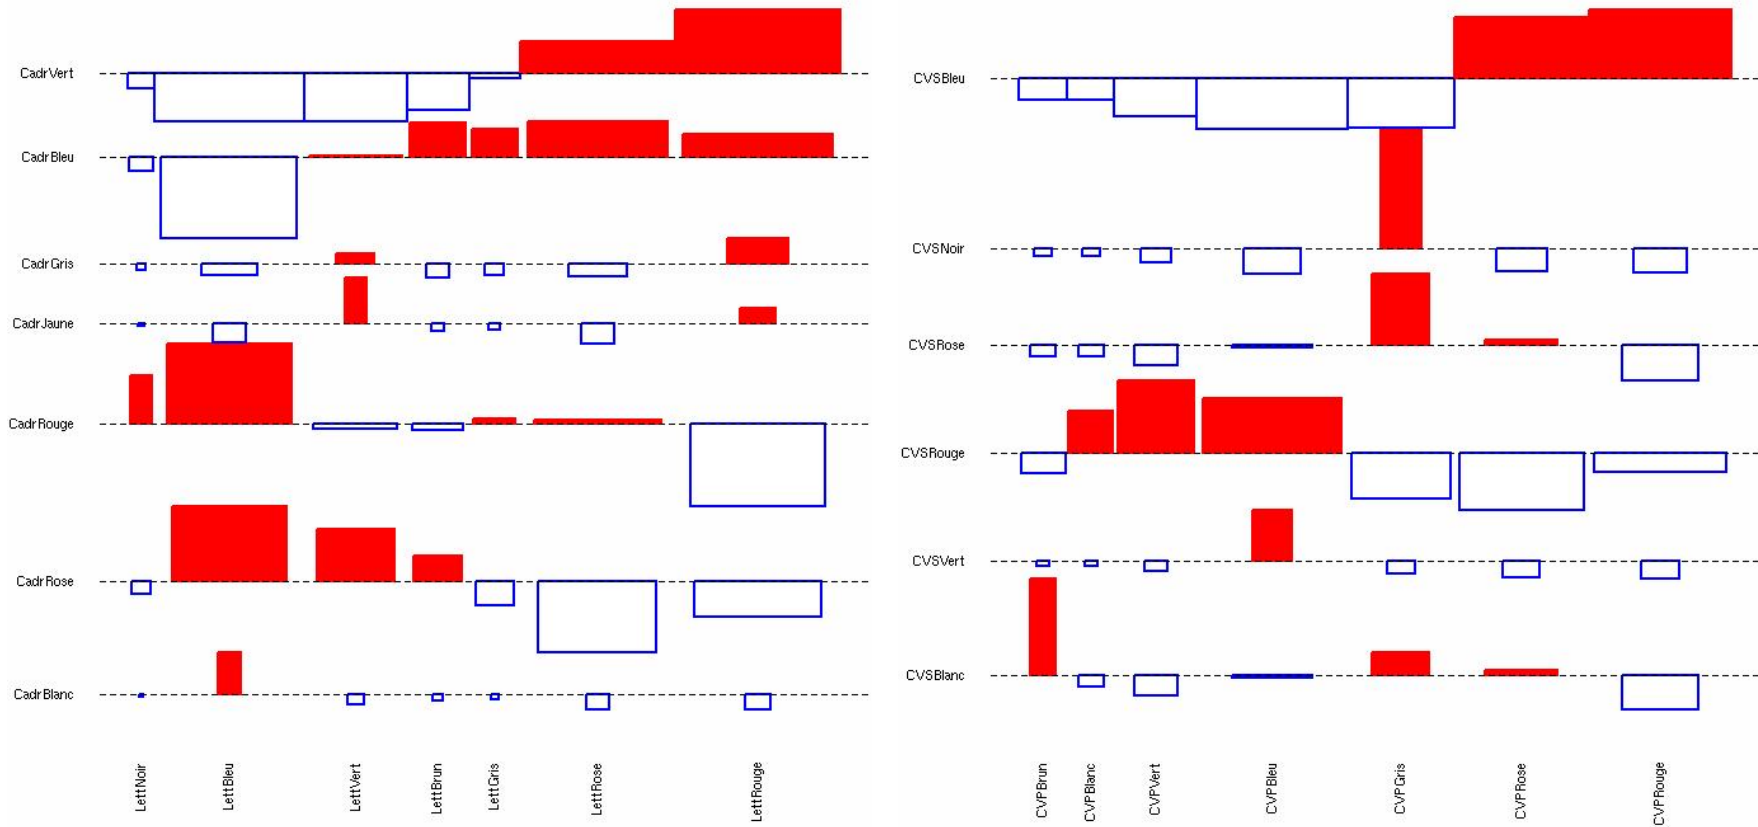 CadrVert
CadrBleu
CadrGris
CadrJaune
CadrRouge
CadrRose
CadrBlanc
LettNoir
LettBleu
LettVert
LettBrun
LettGris
LettRose
LettRouge
CVSBleu
CVSNoir
CVSRose
CVSRouge
CVSVert
CVSBlanc
CVPBrun
CVPBlanc
CVPVert
CVPBleu
CVPGris
CVPRose
CVPRouge